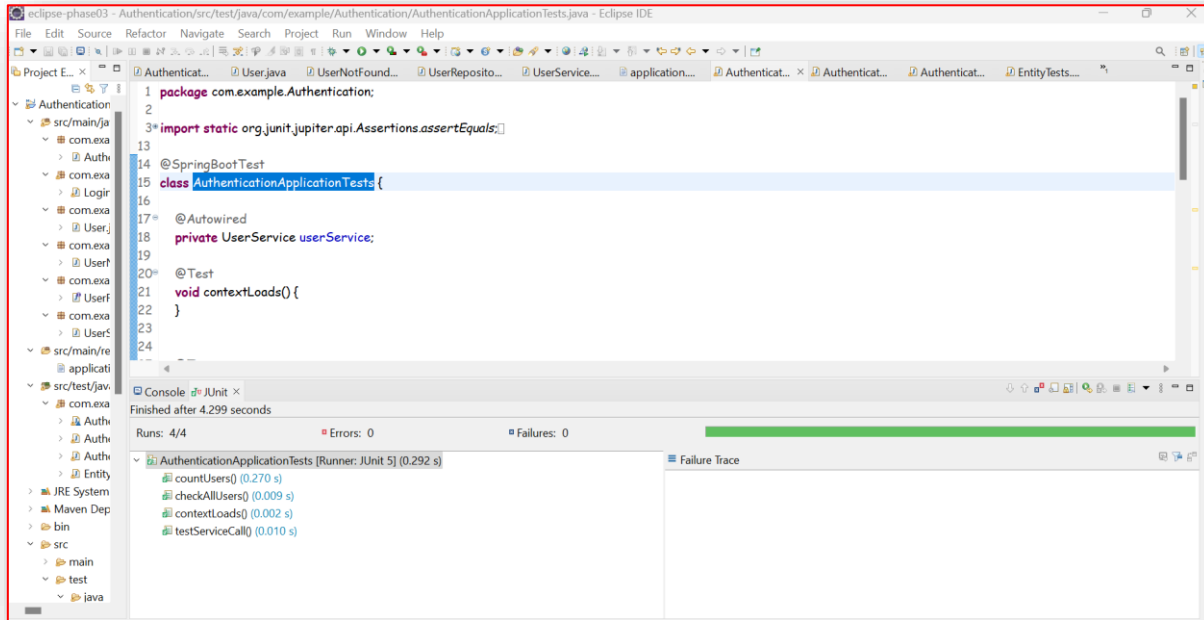 eclipse-phase03 - Authentication/src/test/java/com/example/Authentication/AuthenticationApplicationTests.java - Eclipse IDE
File Edit Source Refactor Navigate Search Project Run Window Help
Project E... Authenticat... User.java UserNotFound... UserReposito... UserService.... application.... Authenticat... Authenticat... Authenticat... EntityTests....
Authentication
src/main/ja
com.exa
Authe
com.exa
Login
com.exa
User.j
com.exa
UserN
com.exa
UserF
com.exa
UserS
src/main/re
applicati
src/test/java
com.exa
Authe
Authe
Authe
Entity
JRE System
Maven Dep
bin
src
main
test
java
1 package com.example.Authentication;
2
3 import static org.junit.jupiter.api.Assertions.assertEquals;
13
14 @SpringBootTest
15 class AuthenticationApplicationTests {
16
17 @Autowired
18 private UserService userService;
19
20 @Test
21 void contextLoads() {
22 }
23
24
Console JUnit
Finished after 4.299 seconds
Runs: 4/4 Errors: 0 Failures: 0
AuthenticationApplicationTests [Runner: JUnit 5] (0.292 s)
countUsers() (0.270 s)
checkAllUsers() (0.009 s)
contextLoads() (0.002 s)
testServiceCall() (0.010 s)
Failure Trace